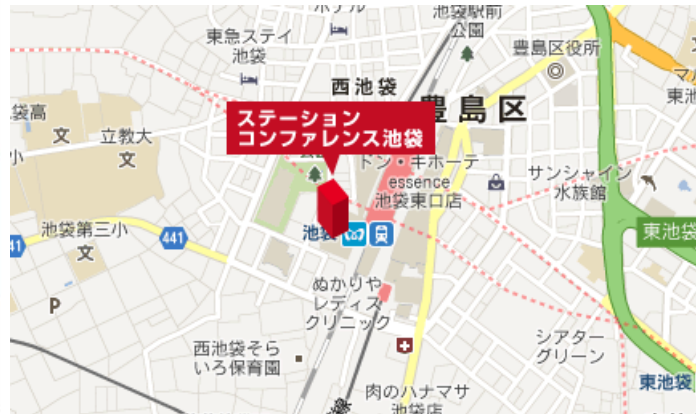 ホテル
池袋駅前
公園
東急ステイ
池袋
豊島区役所
マル
東池
西池袋
豊島区
ステーション
コンファレンス池袋
袋高
文
立教大
文
小
ドン・キホーテ
essence
池袋東口店
サンシャイン
水族館
池袋第三小
文
441
441
池袋
東池袋
ぬかりや
レディス
クリニック
P
シアター
グリーン
西池袋そら
いろ保育園
東池袋
肉のハナマサ
池袋店